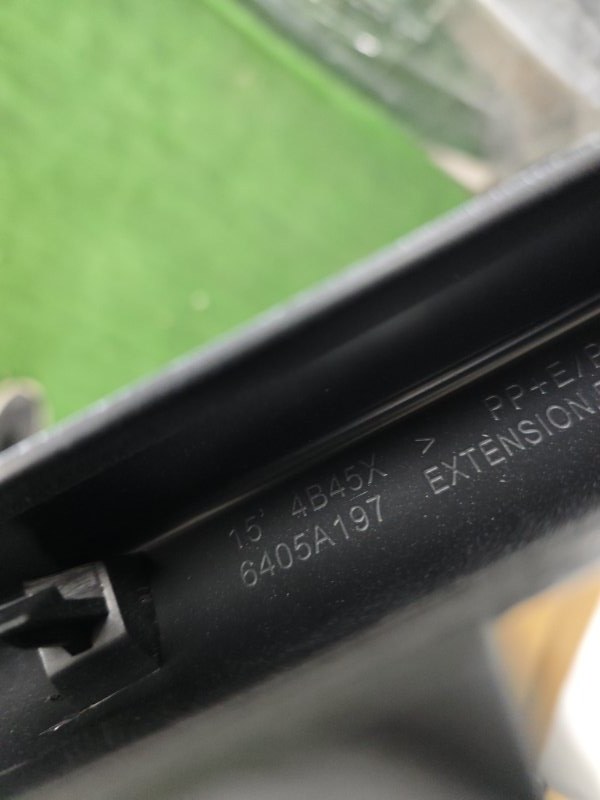 15' 4B45X > PP+E/
6405A197 EXTENSION